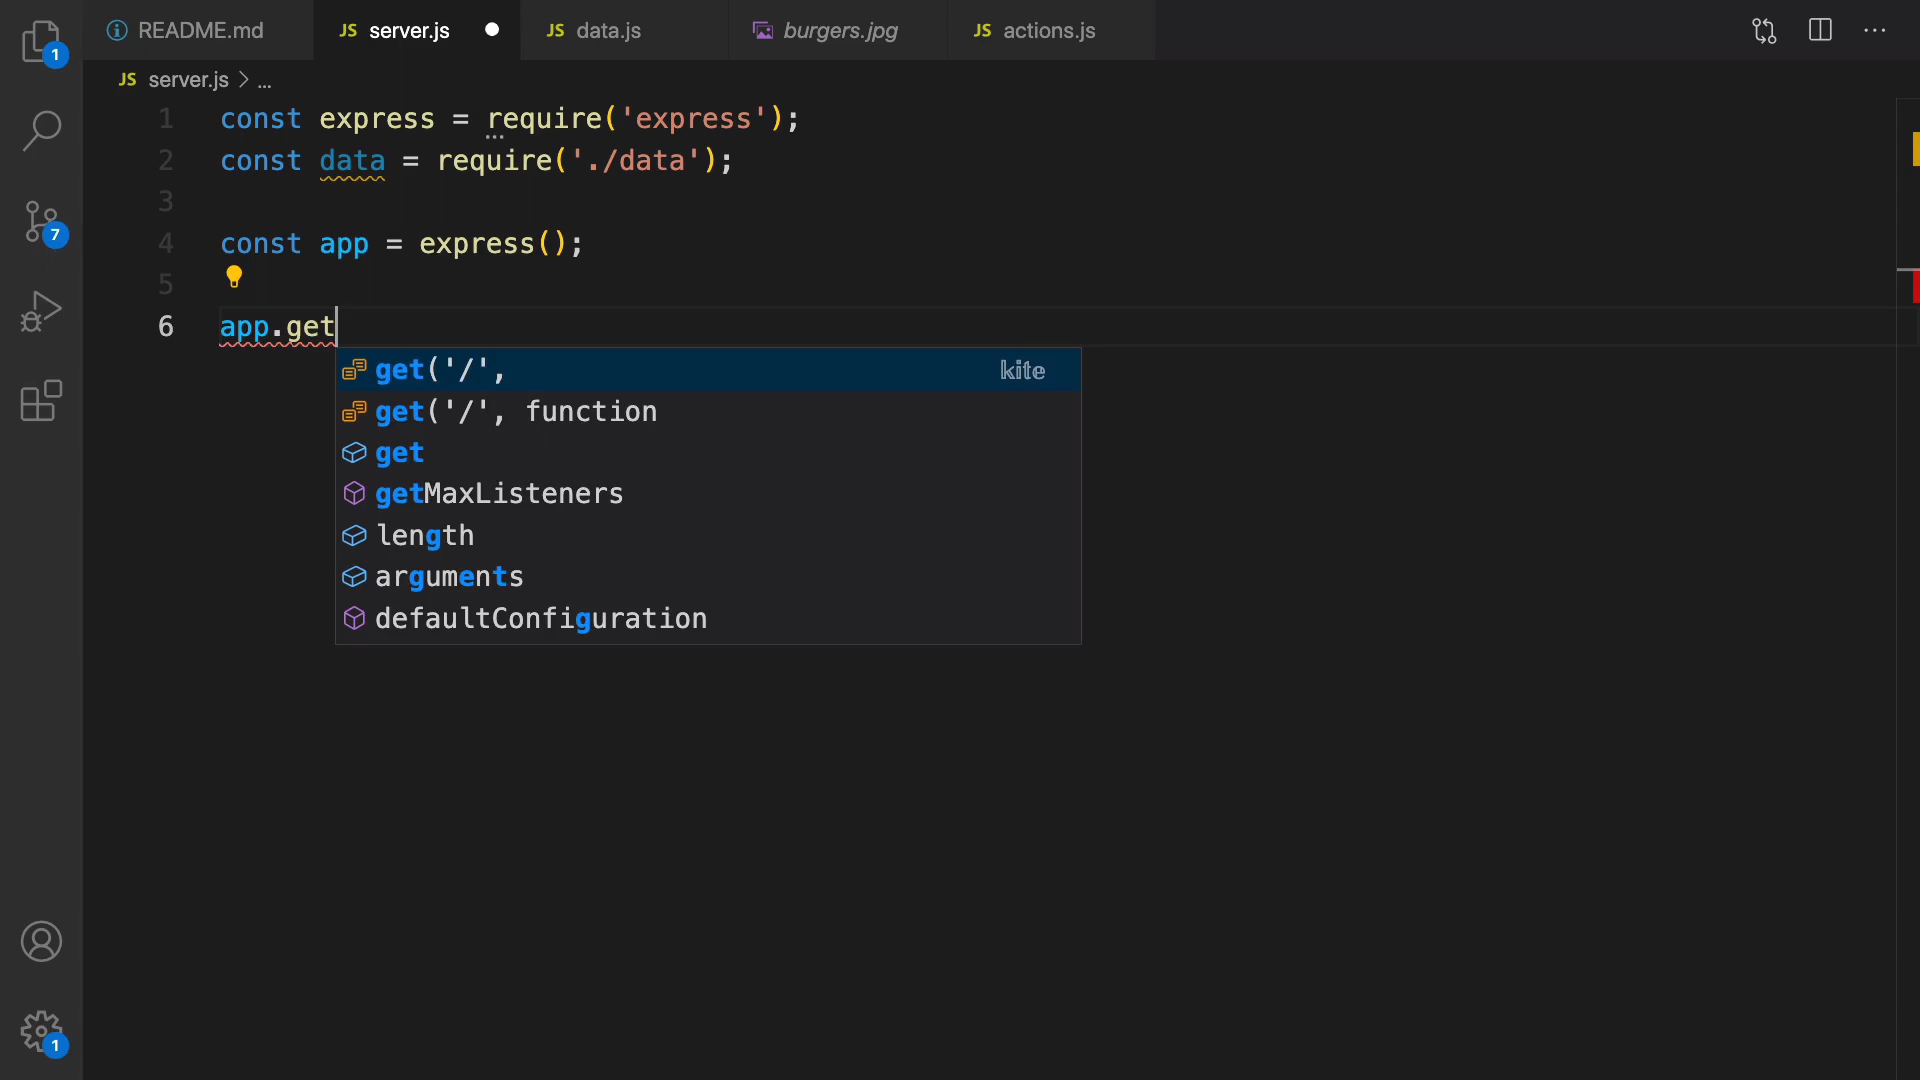 README.md
JS server.js
JS data.js
burgers.jpg
JS actions.js
JS server.js > ...
1 const express = require('express');
2 const data = require('./data');
3
4 const app = express();
5
6 app.get
get('/', kite
get('/', function
get
getMaxListeners
length
arguments
defaultConfiguration
1
7
1